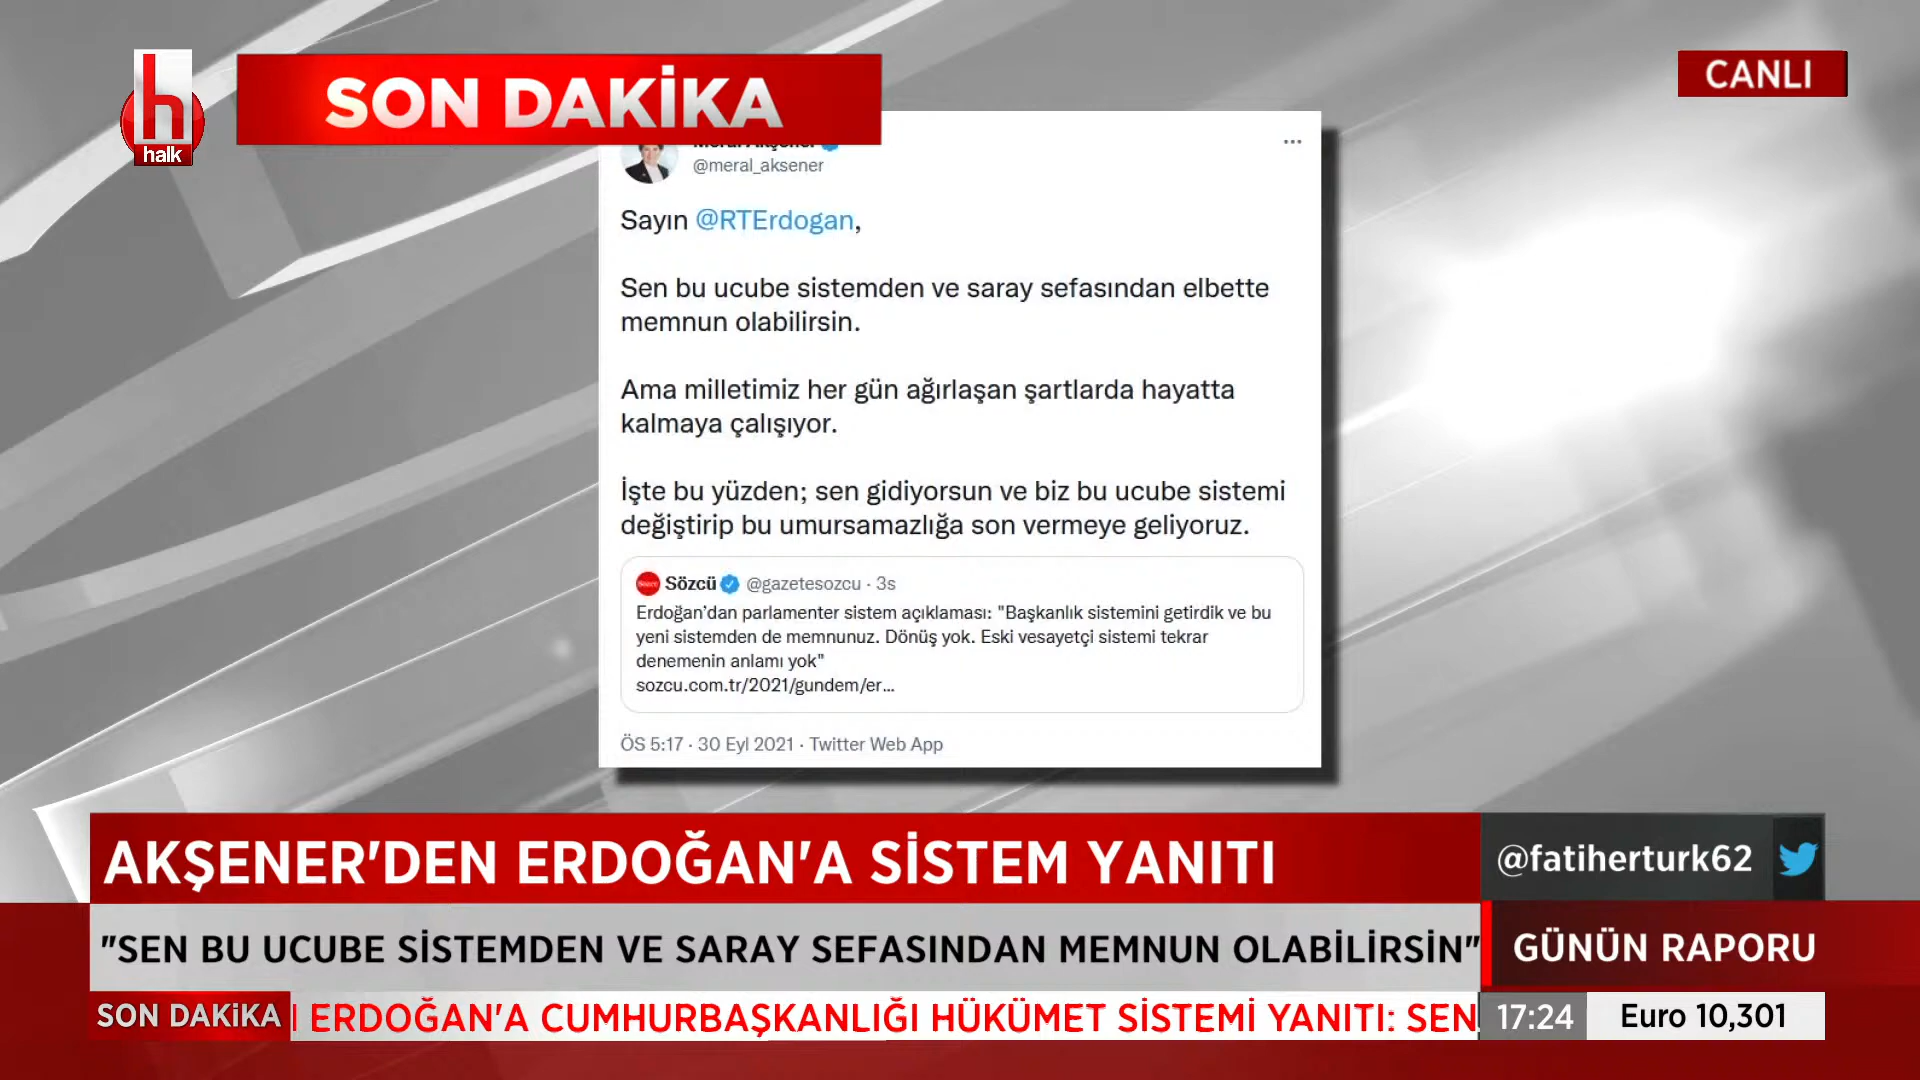 h
halk
SON DAKİKA
CANLI
Meral Akşener
@meral_aksener
Sayın @RTErdogan,
Sen bu ucube sistemden ve saray sefasından elbette
memnun olabilirsin.
Ama milletimiz her gün ağırlaşan şartlarda hayatta
kalmaya çalışıyor.
İşte bu yüzden; sen gidiyorsun ve biz bu ucube sistemi
değiştirip bu umursamazlığa son vermeye geliyoruz.
Sözcü @gazetesozcu · 3s
Erdoğan’dan parlamenter sistem açıklaması: "Başkanlık sistemini getirdik ve bu
yeni sistemden de memnunuz. Dönüş yok. Eski vesayetçi sistemi tekrar
denemenin anlamı yok"
sozcu.com.tr/2021/gundem/er...
ÖS 5:17 · 30 Eyl 2021 · Twitter Web App
AKŞENER'DEN ERDOĞAN'A SİSTEM YANITI
@fatiherturk62
"SEN BU UCUBE SİSTEMDEN VE SARAY SEFASINDAN MEMNUN OLABİLİRSİN"
GÜNÜN RAPORU
SON DAKİKA
ERDOĞAN'A CUMHURBAŞKANLIĞI HÜKÜMET SİSTEMİ YANITI: SEN
17:24
Euro 10,301